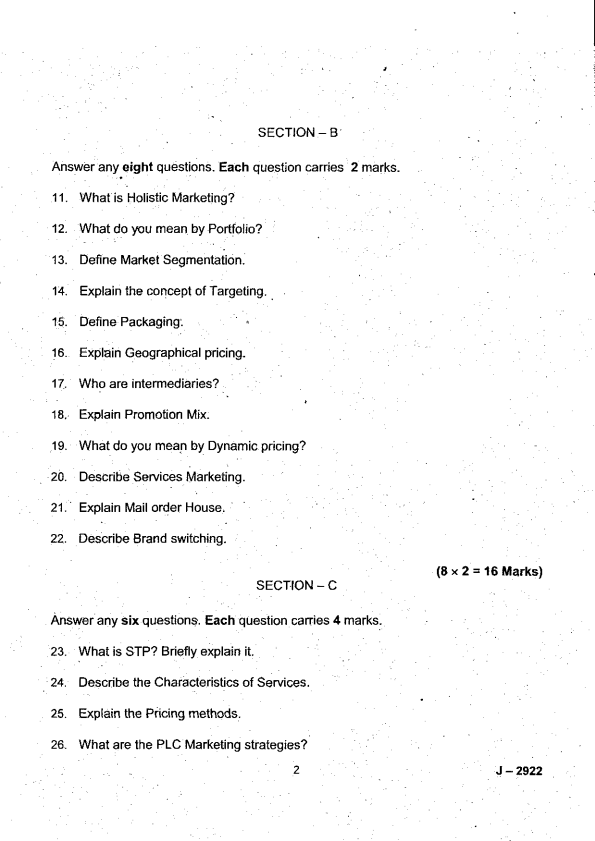 SECTION – B
Answer any eight questions. Each question carries 2 marks.
11. What is Holistic Marketing?
12. What do you mean by Portfolio?
13. Define Market Segmentation.
14. Explain the concept of Targeting.
15. Define Packaging.
16. Explain Geographical pricing.
17. Who are intermediaries?
18. Explain Promotion Mix.
19. What do you mean by Dynamic pricing?
20. Describe Services Marketing.
21. Explain Mail order House.
22. Describe Brand switching.
(8 × 2 = 16 Marks)
SECTION – C
Answer any six questions. Each question carries 4 marks.
23. What is STP? Briefly explain it.
24. Describe the Characteristics of Services.
25. Explain the Pricing methods.
26. What are the PLC Marketing strategies?
2 J – 2922